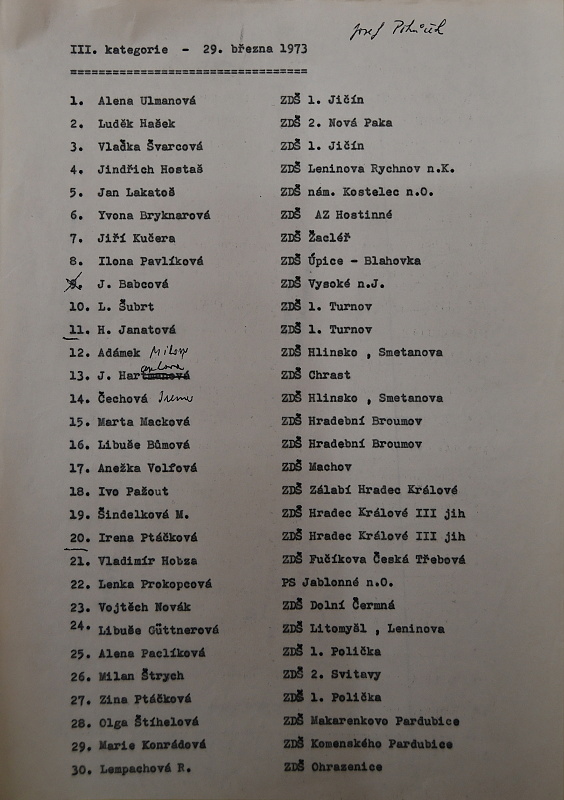 Josef
III. kategorie - 29. března 1973
=================================
1. Alena Ulmanová ZDŠ 1. Jičín
2. Luděk Hašek ZDŠ 2. Nová Paka
3. Vlaďka Švarcová ZDŠ 1. Jičín
4. Jindřich Hostaš ZDŠ Leninova Rychnov n.K.
5. Jan Lakatoš ZDŠ nám. Kostelec n.O.
6. Yvona Bryknarová ZDŠ AZ Hostinné
7. Jiří Kučera ZDŠ Žacléř
8. Ilona Pavlíková ZDŠ Úpice - Blahovka
9. J. Babcová ZDŠ Vysoké n.J.
10. L. Šubrt ZDŠ 1. Turnov
11. H. Janatová ZDŠ 1. Turnov
12. Adámek Milan ZDŠ Hlinsko , Smetanova
13. J. ZDŠ Chrast
14. Čechová Irena ZDŠ Hlinsko , Smetanova
15. Marta Macková ZDŠ Hradební Broumov
16. Libuše Bůmová ZDŠ Hradební Broumov
17. Anežka Volfová ZDŠ Machov
18. Ivo Pažout ZDŠ Zálabí Hradec Králové
19. Šindelková M. ZDŠ Hradec Králové III jih
20. Irena Ptáčková ZDŠ Hradec Králové III jih
21. Vladimír Hobza ZDŠ Fučíkova Česká Třebová
22. Lenka Prokopcová PS Jablonné n.O.
23. Vojtěch Novák ZDŠ Dolní Čermná
24. Libuše Güttnerová ZDŠ Litomyšl , Leninova
25. Alena Paclíková ZDŠ 1. Polička
26. Milan Štrych ZDŠ 2. Svitavy
27. Zina Ptáčková ZDŠ 1. Polička
28. Olga Štíhelová ZDŠ Makarenkovo Pardubice
29. Marie Konrádová ZDŠ Komenského Pardubice
30. Lempachová R. ZDŠ Ohrazenice